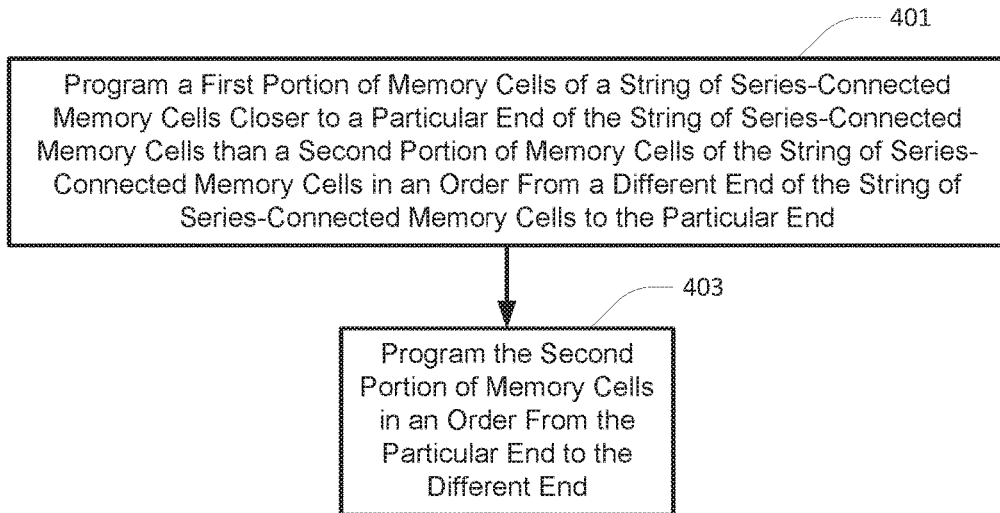 401
Program a First Portion of Memory Cells of a String of Series-Connected
Memory Cells Closer to a Particular End of the String of Series-Connected
Memory Cells than a Second Portion of Memory Cells of the String of Series-
Connected Memory Cells in an Order From a Different End of the String of
Series-Connected Memory Cells to the Particular End
403
Program the Second
Portion of Memory Cells
in an Order From the
Particular End to the
Different End